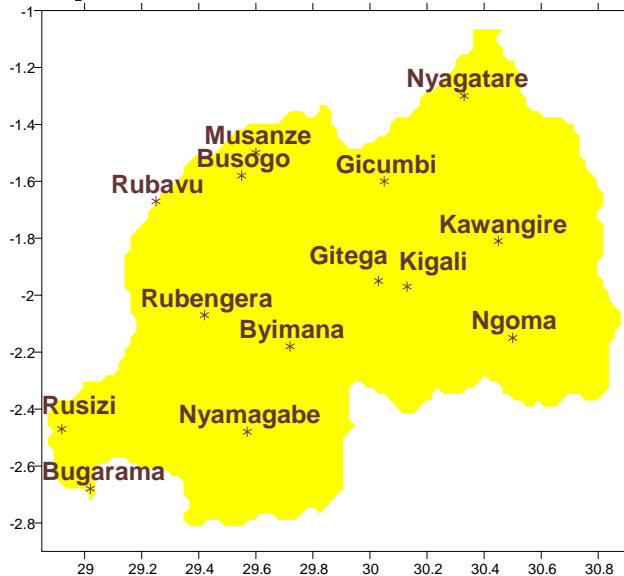 -1
Nyagatare
-1.2
-1.4
Musanze
Busogo
Gicumbi
-1.6
Rubavu
-1.8
Kawangire
Gitega
Kigali
-2
Rubengera
Byimana
Ngoma
-2.2
-2.4
Rusizi
Nyamagabe
-2.6
Bugarama
-2.8
29 29.2 29.4 29.6 29.8 30 30.2 30.4 30.6 30.8